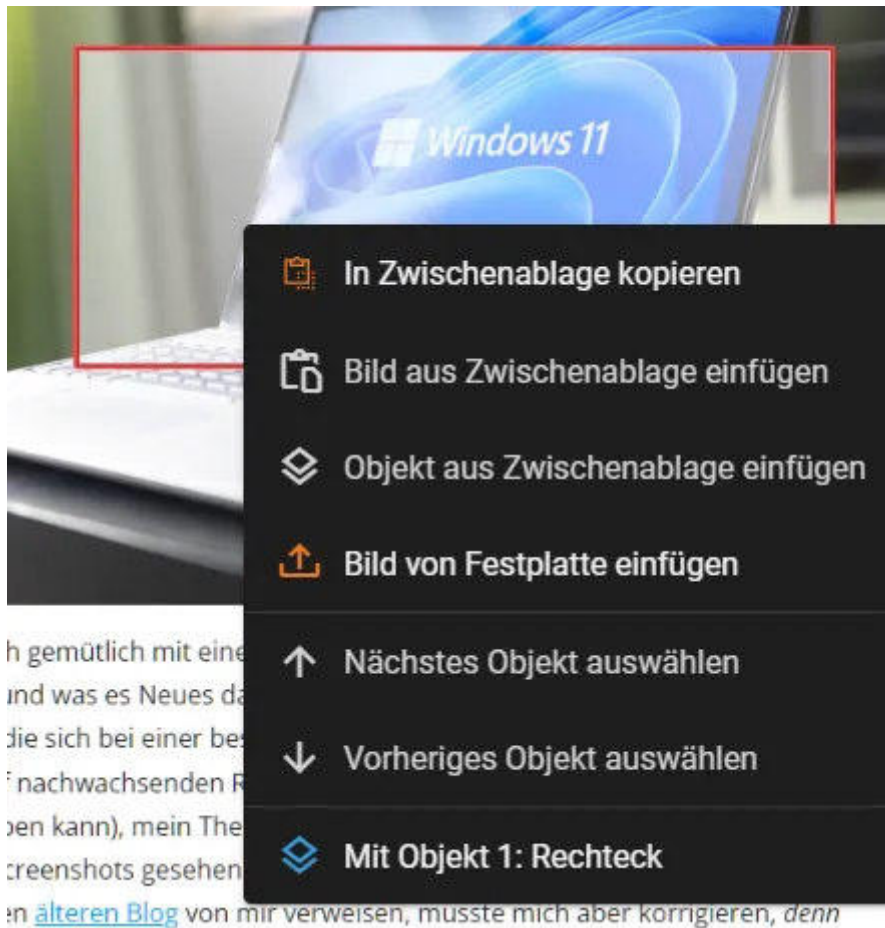 Windows 11
In Zwischenablage kopieren
Bild aus Zwischenablage einfügen
Objekt aus Zwischenablage einfügen
Bild von Festplatte einfügen
h gemütlich mit eine
Nächstes Objekt auswählen
und was es Neues da
die sich bei einer bes
Vorheriges Objekt auswählen
f nachwachsenden R
ben kann), mein The
Mit Objekt 1: Rechteck
creenshots gesehen
en älteren Blog von mir verweisen, musste mich aber korrigieren, denn